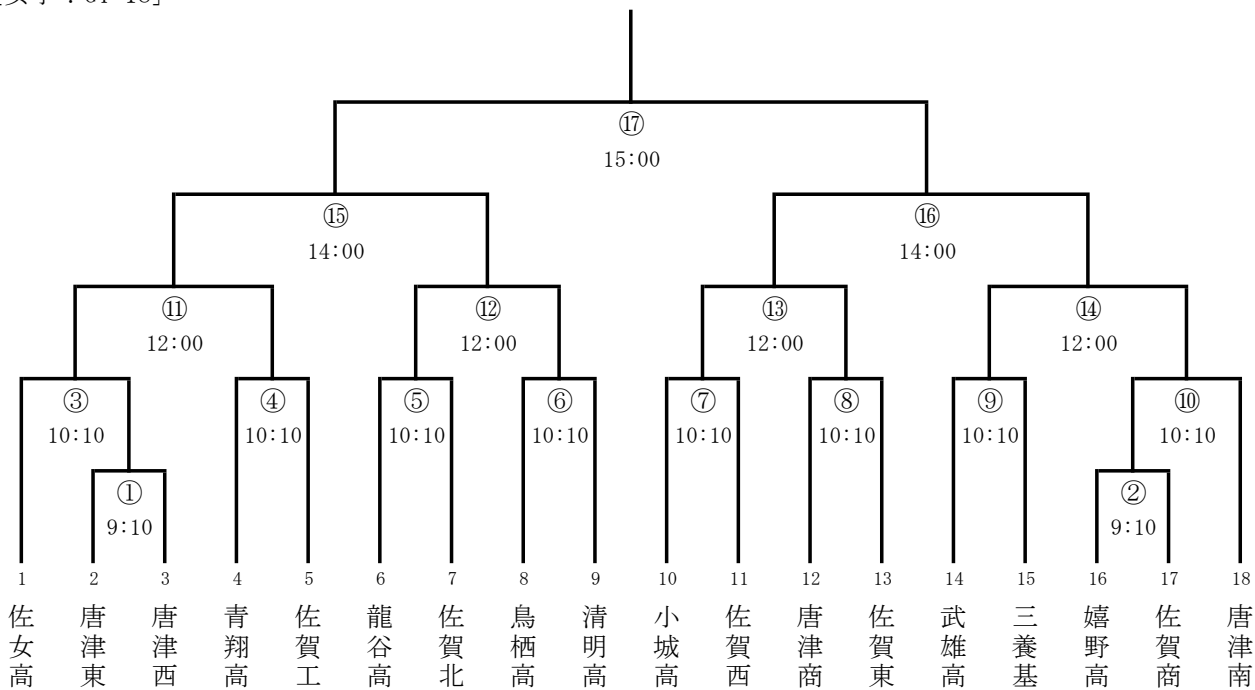 ⑰
15:00
⑮ ⑯
14:00 14:00
⑪ ⑫ ⑬ ⑭
12:00 12:00 12:00 12:00
③ ④ ⑤ ⑥ ⑦ ⑧ ⑨ ⑩
10:10 10:10 10:10 10:10 10:10 10:10 10:10 10:10
① ②
9:10 9:10
1 2 3 4 5 6 7 8 9 10 11 12 13 14 15 16 17 18
佐女高
唐津東
唐津西
青翔高
佐賀工
龍谷高
佐賀北
鳥栖高
清明高
小城高
佐賀西
唐津商
佐賀東
武雄高
三養基
嬉野高
佐賀商
唐津南